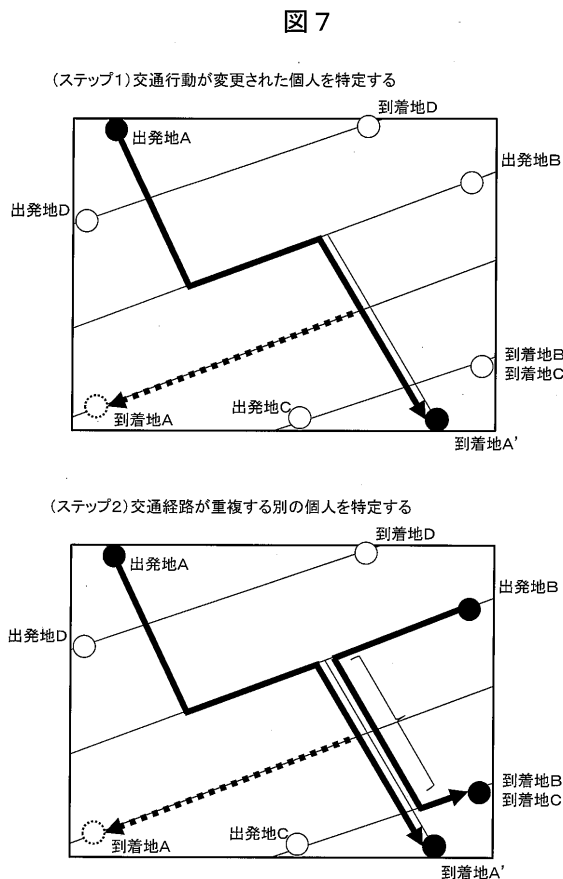 図７
（ステップ１）交通行動が変更された個人を特定する
到着地D
出発地A
出発地B
出発地D
到着地B
到着地C
出発地C
到着地A
到着地A’
（ステップ２）交通経路が重複する別の個人を特定する
到着地D
出発地A
出発地B
出発地D
到着地B
到着地C
出発地C
到着地A
到着地A’